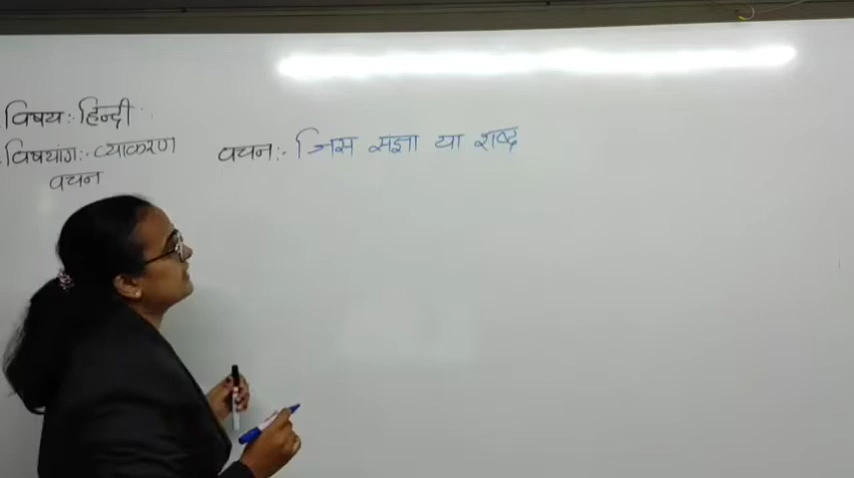 विषय:- हिन्दी
विषयांग:- व्याकरण
वचन
वचन:- जिस संज्ञा या शब्द